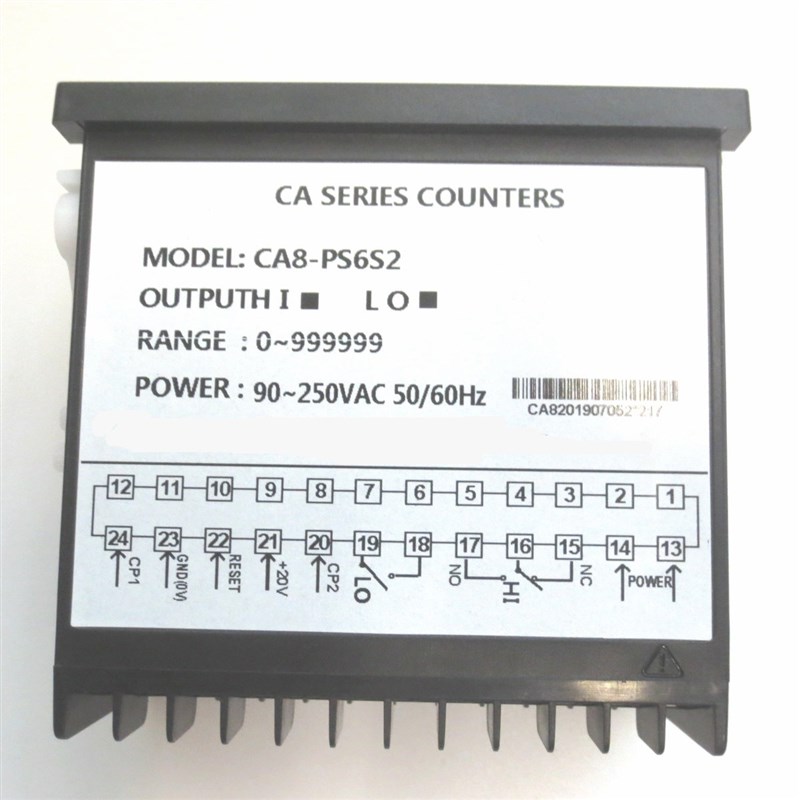 CA SERIES COUNTERS
MODEL: CA8-PS6S2
OUTPUTH I ■ L O ■
RANGE : 0~999999
POWER : 90~250VAC 50/60Hz
12 11 10 9 8 7 6 5 4 3 2 1
24 23 22 21 20 19 18 17 16 15 14 13
CP1 GND(0V) RESET +20V CP2 LO NO HI NC POWER